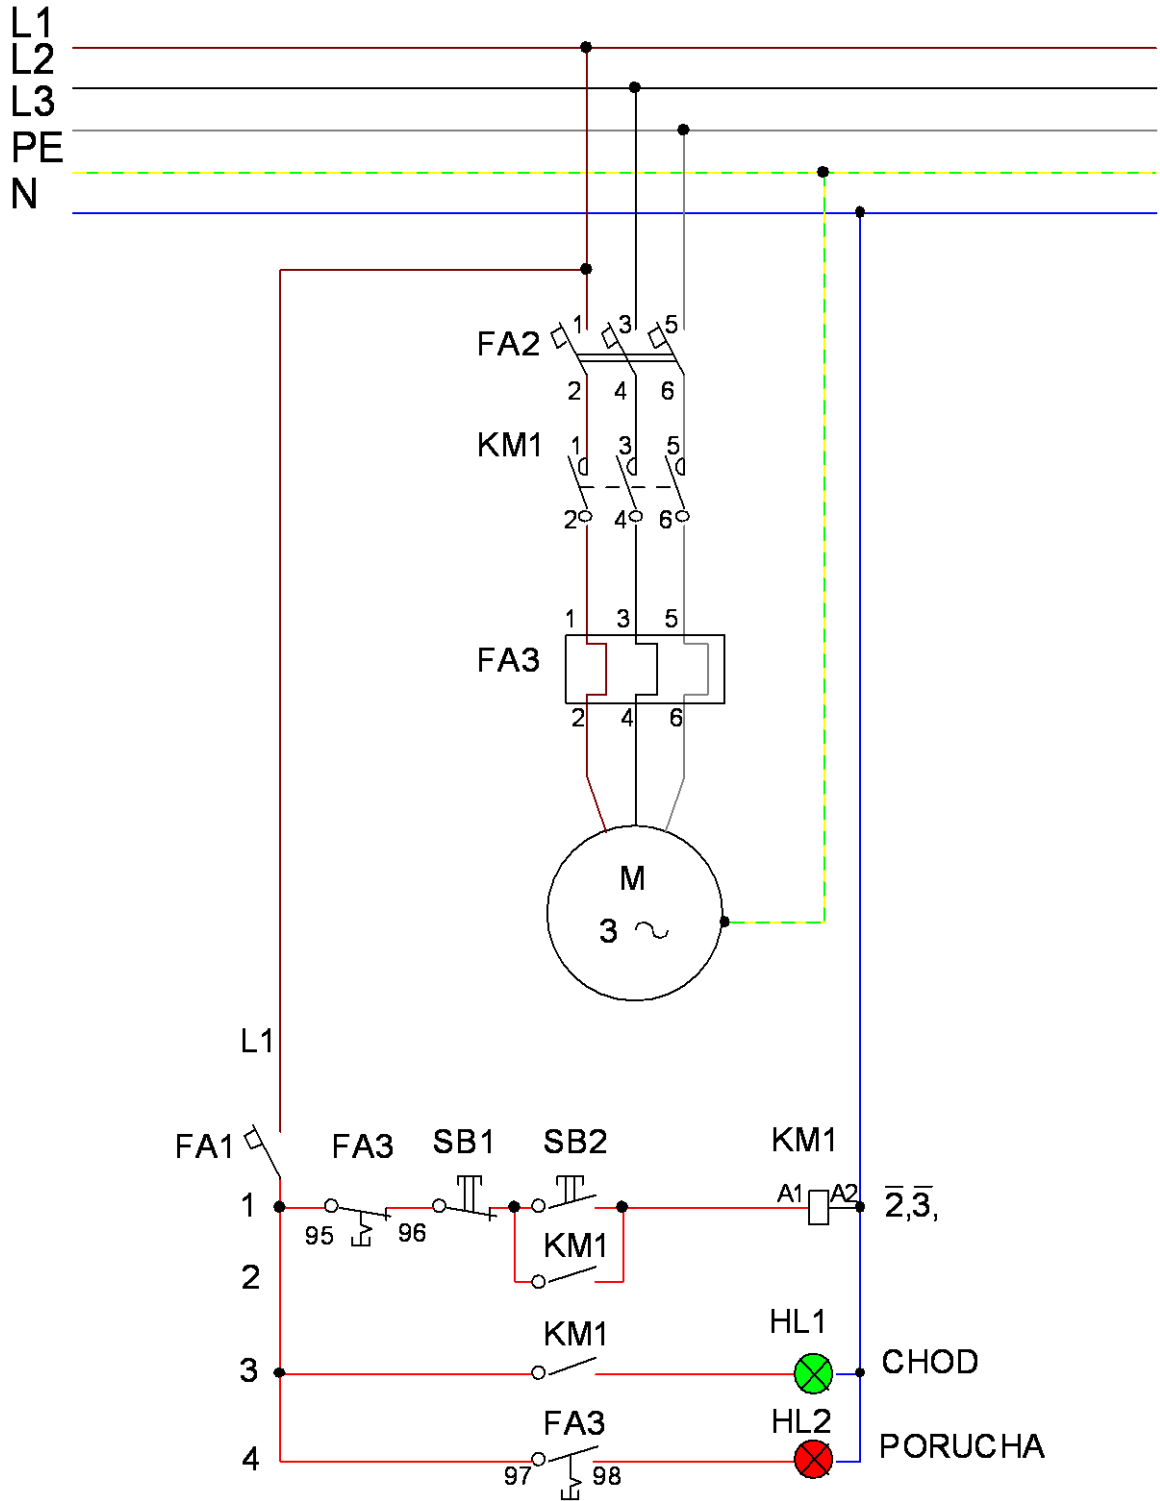 L1
L2
L3
PE
N
FA2
1 3 5
2 4 6
KM1
1 3 5
2 4 6
1 3 5
FA3
2 4 6
M
3 ~
L1
FA1
FA3
SB1
SB2
KM1
1
95
96
A1
A2
2,3,
2
KM1
3
KM1
HL1
CHOD
4
FA3
97
98
HL2
PORUCHA